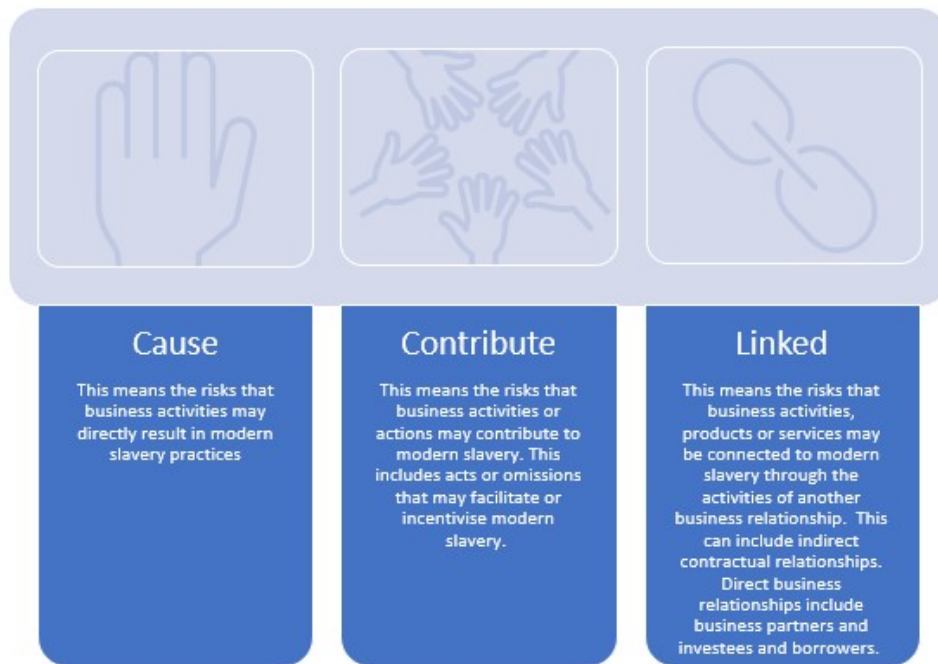 Cause
This means the risks that
business activities may
directly result in modern
slavery practices
Contribute
This means the risks that
business activities or
actions may contribute to
modern slavery. This
includes acts or omissions
that may facilitate or
incentivise modern
slavery.
Linked
This means the risks that
business activities,
products or services may
be connected to modern
slavery through the
activities of another
business relationship.  This
can include indirect
contractual relationships.
Direct business
relationships include
business partners and
investees and borrowers.